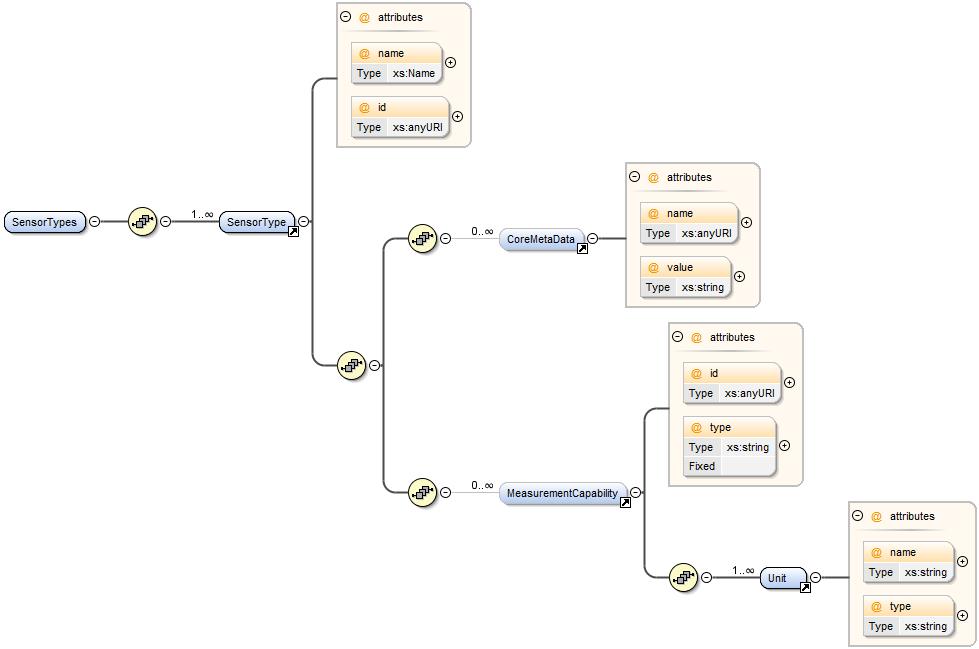 @ attributes
@ name
Type xs:Name
@ id
Type xs:anyURI
SensorTypes
1..∞
SensorType
@ attributes
@ name
Type xs:anyURI
@ value
Type xs:string
0..∞
CoreMetaData
@ attributes
@ id
Type xs:anyURI
@ type
Type xs:string
Fixed
0..∞
MeasurementCapability
@ attributes
@ name
Type xs:string
@ type
Type xs:string
1..∞
Unit